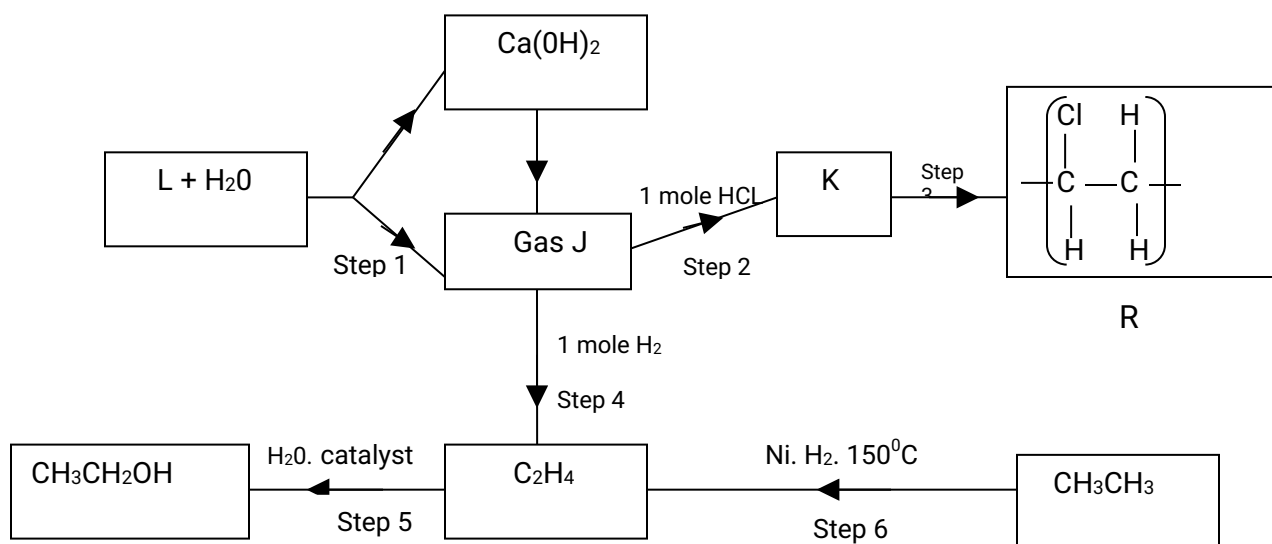 Ca(0H)2
L + H20
Gas J
Step 1
1 mole HCL
Step 2
K
Step
3
Cl H
C C
H H
R
1 mole H2
Step 4
CH3CH2OH
H20. catalyst
Step 5
C2H4
Ni. H2. 150⁰C
Step 6
CH3CH3